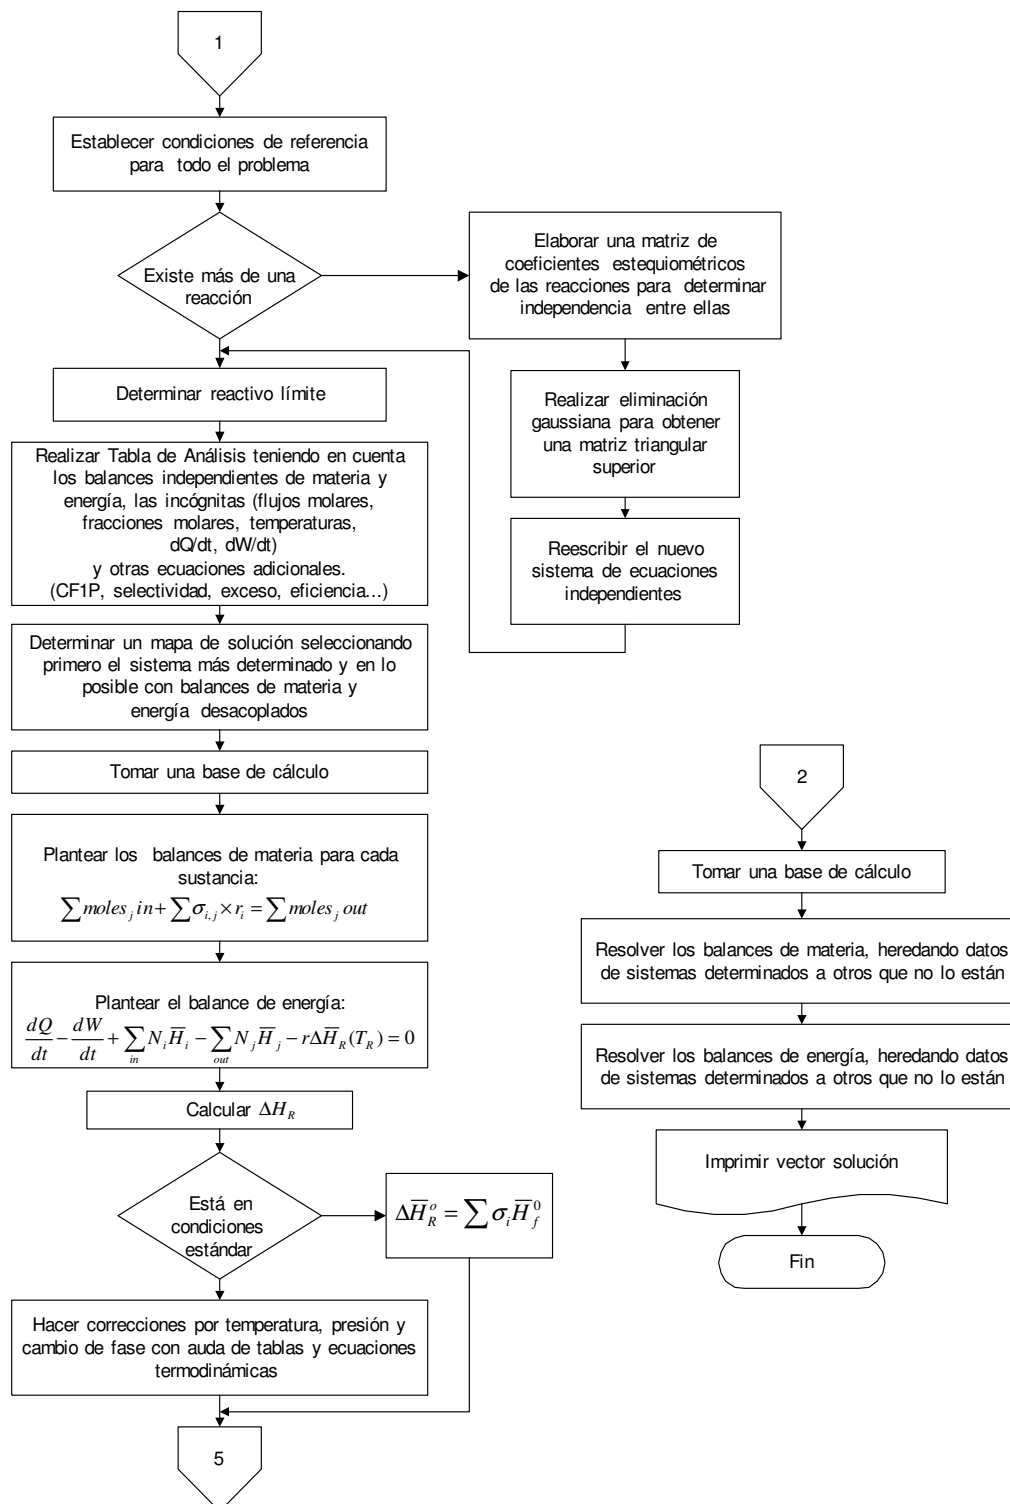 1
Establecer condiciones de referencia
para todo el problema
Existe más de una
reacción
Elaborar una matriz de
coeficientes estequiométricos
de las reacciones para determinar
independencia entre ellas
Realizar eliminación
gaussiana para obtener
una matriz triangular
superior
Reescribir el nuevo
sistema de ecuaciones
independientes
Determinar reactivo límite
Realizar Tabla de Análisis teniendo en cuenta
los balances independientes de materia y
energía, las incógnitas (flujos molares,
fracciones molares, temperaturas,
dQ/dt, dW/dt)
y otras ecuaciones adicionales.
(CF1P, selectividad, exceso, eficiencia...)
Determinar un mapa de solución seleccionando
primero el sistema más determinado y en lo
posible con balances de materia y
energía desacoplados
Tomar una base de cálculo
Plantear los balances de materia para cada
sustancia:
∑ moles_j in + ∑ σ_{i,j} × r_i = ∑ moles_j out
Plantear el balance de energía:
dQ/dt − dW/dt + ∑_{in} N_i H̅_i − ∑_{out} N_j H̅_j − rΔH̅_R(T_R) = 0
Calcular ΔH_R
Está en
condiciones
estándar
ΔH̅_R^o = ∑ σ_i H̅_f^0
Hacer correcciones por temperatura, presión y
cambio de fase con auda de tablas y ecuaciones
termodinámicas
5
2
Tomar una base de cálculo
Resolver los balances de materia, heredando datos
de sistemas determinados a otros que no lo están
Resolver los balances de energía, heredando datos
de sistemas determinados a otros que no lo están
Imprimir vector solución
Fin